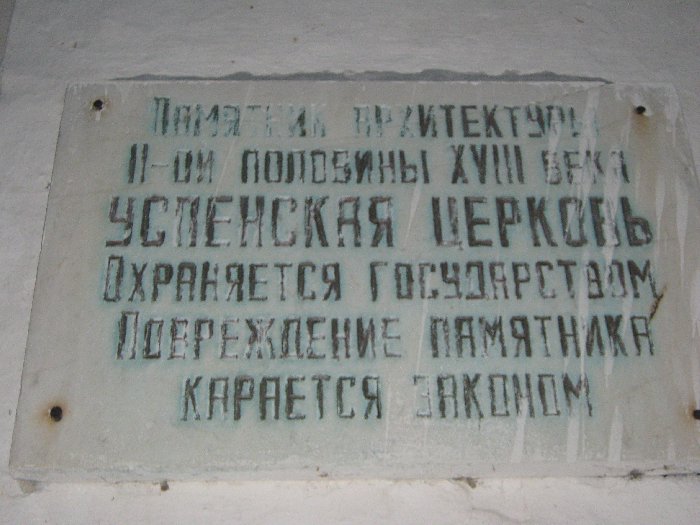 Памятник архитектуры
II-ой половины XVIII века
УСПЕНСКАЯ ЦЕРКОВЬ
Охраняется государством
Повреждение памятника
карается законом